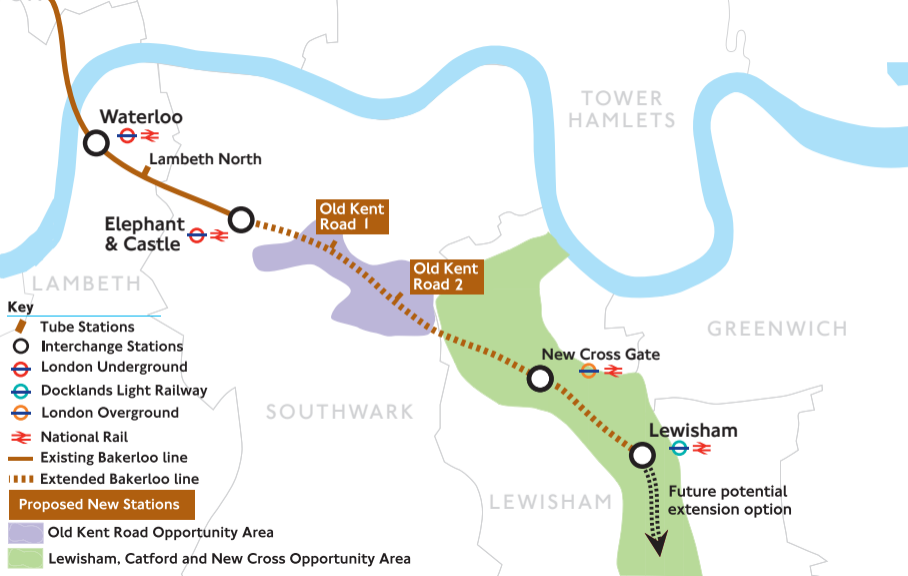 TOWER
HAMLETS
Waterloo
Lambeth North
Old Kent
Road 1
Elephant
& Castle
Old Kent
Road 2
LAMBETH
GREENWICH
New Cross Gate
SOUTHWARK
Lewisham
LEWISHAM
Future potential
extension option
Key
Tube Stations
Interchange Stations
London Underground
Docklands Light Railway
London Overground
National Rail
Existing Bakerloo line
Extended Bakerloo line
Proposed New Stations
Old Kent Road Opportunity Area
Lewisham, Catford and New Cross Opportunity Area